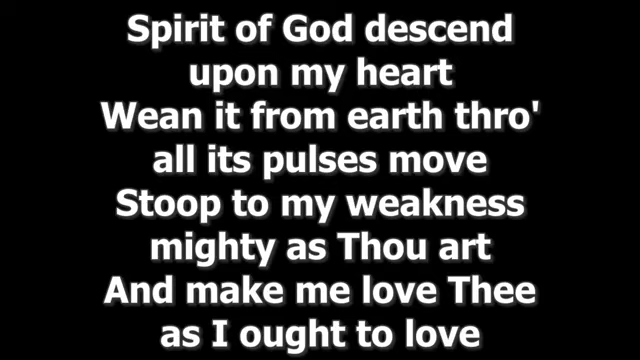 Spirit of God descend
upon my heart
Wean it from earth thro'
all its pulses move
Stoop to my weakness
mighty as Thou art
And make me love Thee
as I ought to love